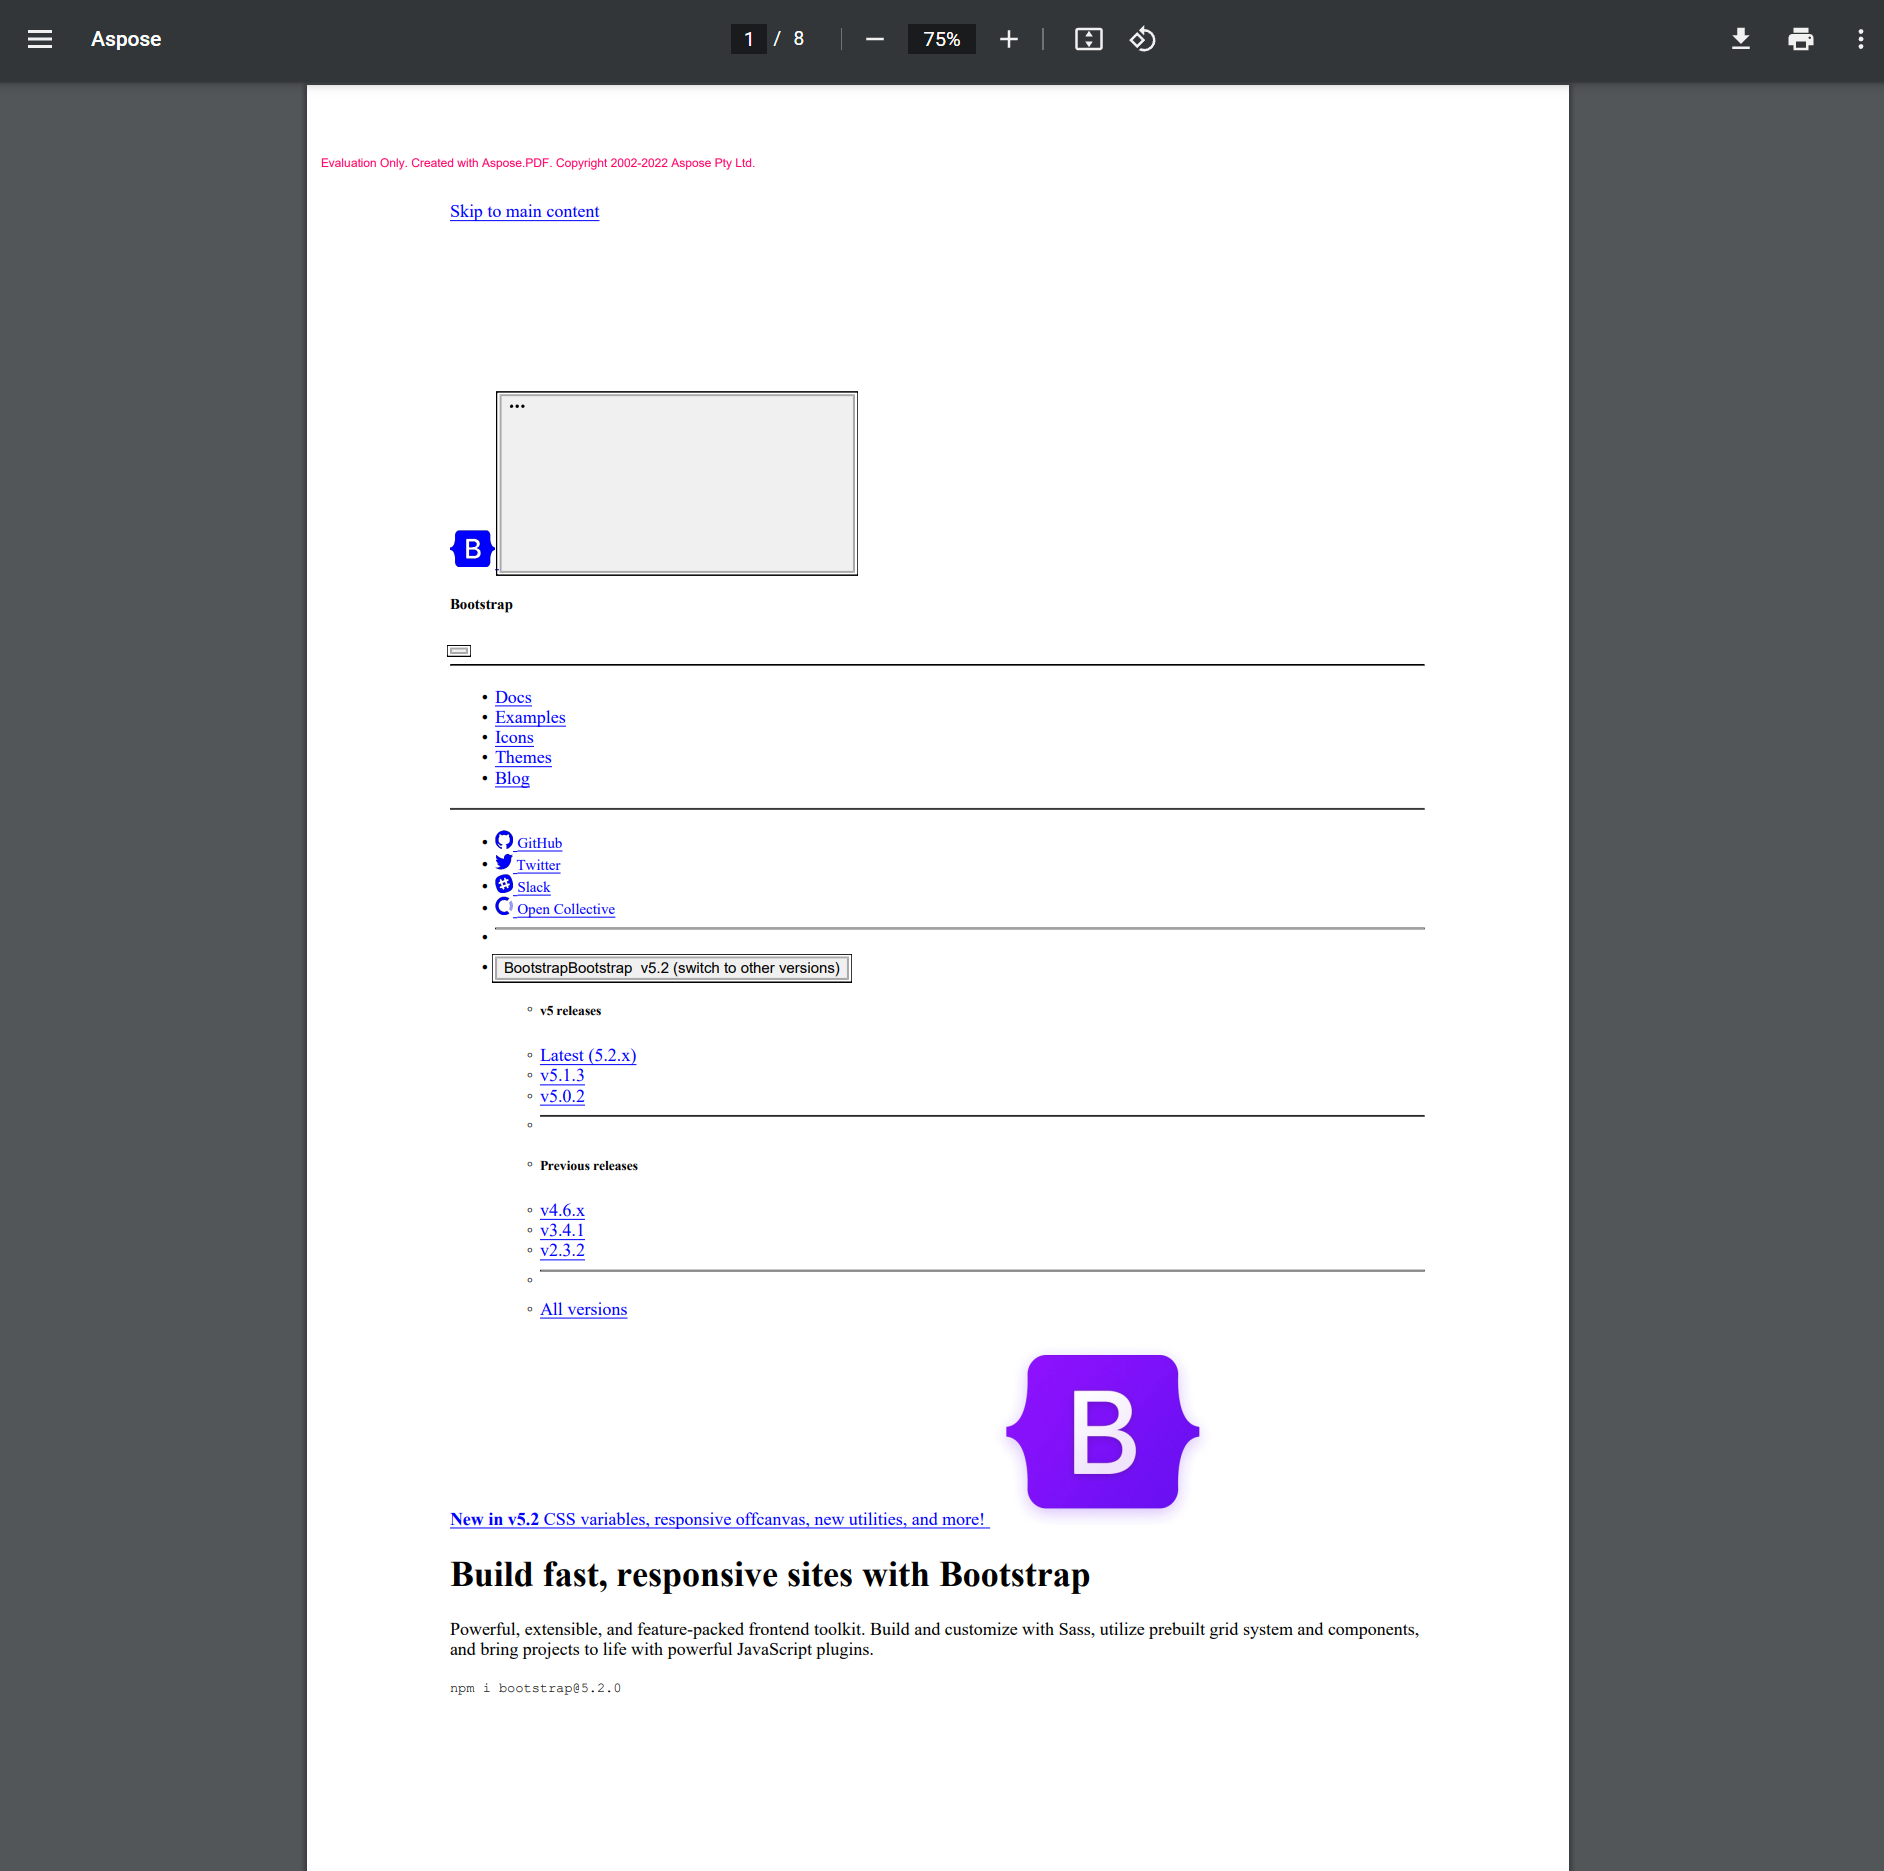 Aspose
1 / 8
75%
Evaluation Only. Created with Aspose.PDF. Copyright 2002-2022 Aspose Pty Ltd.
Skip to main content
•••
B
Bootstrap
• Docs
• Examples
• Icons
• Themes
• Blog
• GitHub
• Twitter
• Slack
• Open Collective
•
• BootstrapBootstrap  v5.2 (switch to other versions)
◦ v5 releases
◦ Latest (5.2.x)
◦ v5.1.3
◦ v5.0.2
◦
◦ Previous releases
◦ v4.6.x
◦ v3.4.1
◦ v2.3.2
◦
◦ All versions
B
New in v5.2 CSS variables, responsive offcanvas, new utilities, and more!
Build fast, responsive sites with Bootstrap
Powerful, extensible, and feature-packed frontend toolkit. Build and customize with Sass, utilize prebuilt grid system and components,
and bring projects to life with powerful JavaScript plugins.
npm i bootstrap@5.2.0